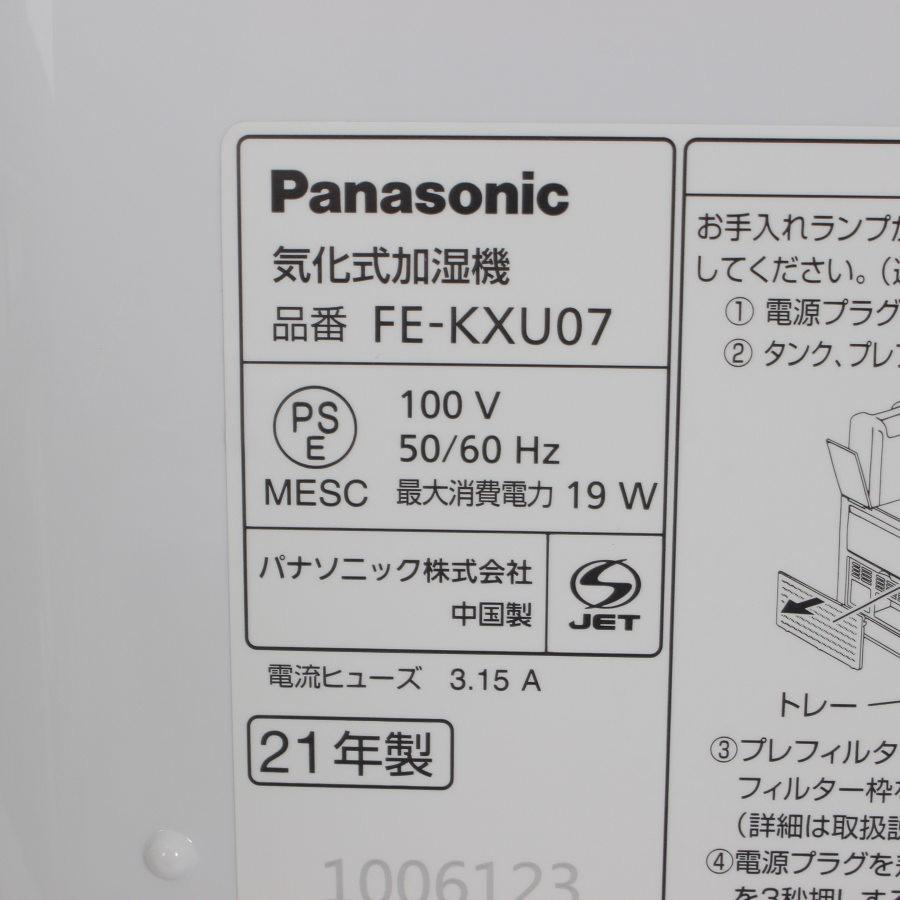 Panasonic
気化式加湿機
品番 FE-KXU07
PS
E
MESC
100 V
50/60 Hz
最大消費電力 19 W
パナソニック株式会社
中国製
JET
電流ヒューズ 3.15 A
21年製
1006123
お手入れランプが
してください。(
① 電源プラグ
② タンク、プレフ
トレー
③プレフィルタ
フィルター枠
(詳細は取扱説
④電源プラグを
を3秒押しする